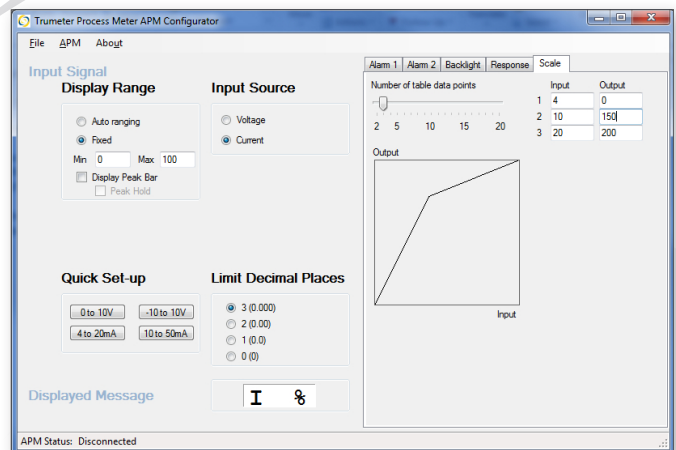 Trumeter Process Meter APM Configurator
File APM About
Input Signal
Display Range
Auto ranging
Fixed
Min 0 Max 100
Display Peak Bar
Peak Hold
Input Source
Voltage
Current
Quick Set-up
0 to 10V -10 to 10V
4 to 20mA 10 to 50mA
Limit Decimal Places
3 (0.000)
2 (0.00)
1 (0.0)
0 (0)
Displayed Message
I %
Alarm 1 Alarm 2 Backlight Response Scale
Number of table data points
2 5 10 15 20
Input Output
1 4 0
2 10 150
3 20 200
Output
Input
APM Status: Disconnected